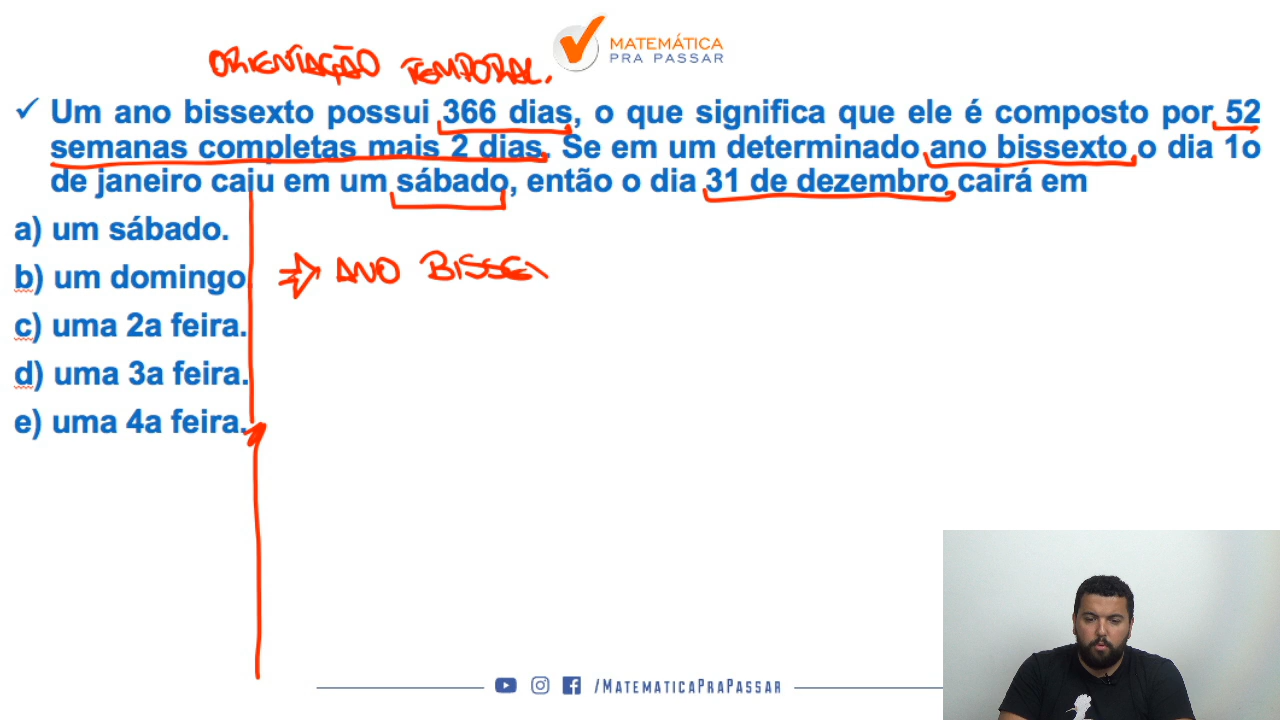 MATEMÁTICA
PRA PASSAR
ORIENTAÇÃO TEMPORAL.
✓ Um ano bissexto possui 366 dias, o que significa que ele é composto por 52
semanas completas mais 2 dias. Se em um determinado ano bissexto o dia 1o
de janeiro caiu em um sábado, então o dia 31 de dezembro cairá em
a) um sábado.
b) um domingo
c) uma 2a feira.
d) uma 3a feira.
e) uma 4a feira.
⇒ ANO BISSEX
/MATEMATICAPRAPASSAR